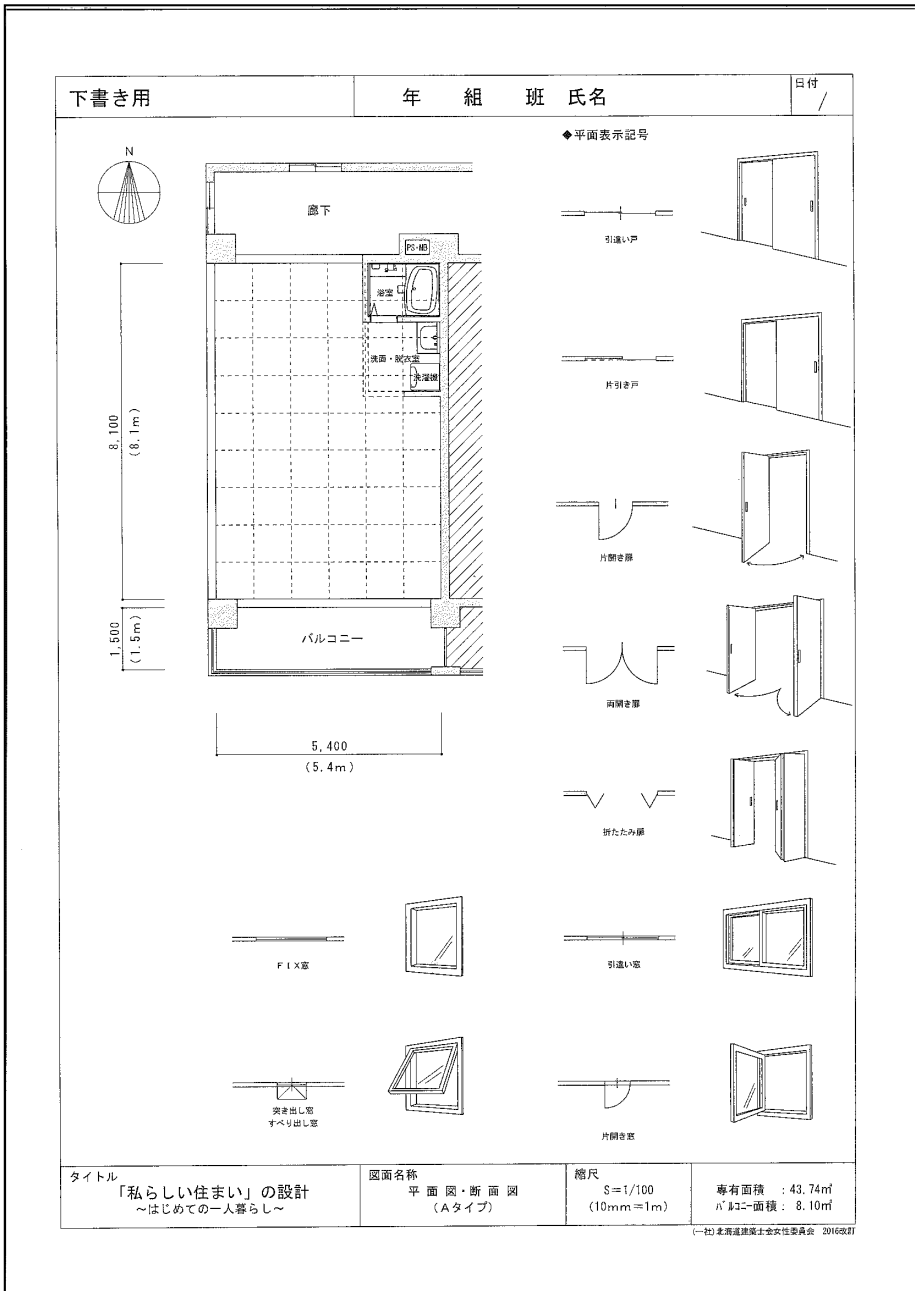 下書き用
年 組 班 氏名
日付
/
◆平面表示記号
N
廊下
PS・MB
浴室
洗面・脱衣室
洗濯機
8,100
(8.1m)
バルコニー
1,500
(1.5m)
5,400
(5.4m)
引違い戸
片引き戸
片開き扉
両開き扉
折たたみ扉
FIX窓
引違い窓
突き出し窓
すべり出し窓
片開き窓
タイトル
「私らしい住まい」の設計
~はじめての一人暮らし~
図面名称
平面図・断面図
(Aタイプ)
縮尺
S=1/100
(10mm=1m)
専有面積 : 43.74㎡
バルコニー面積 : 8.10㎡
(一社)北海道建築士会女性委員会 2016改訂